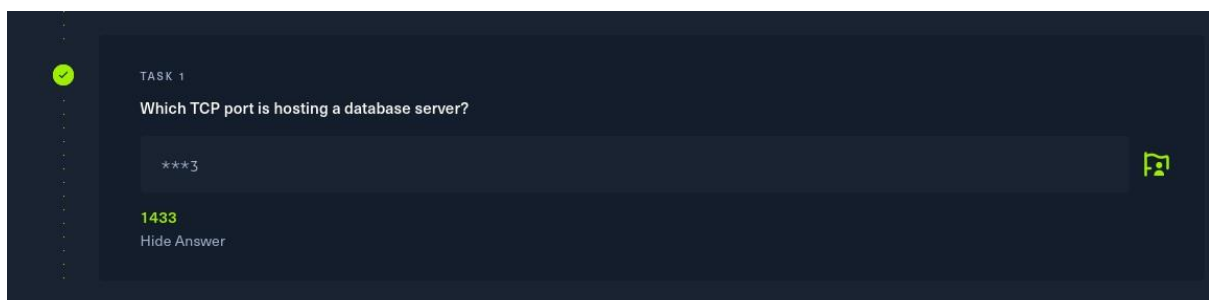 TASK 1
Which TCP port is hosting a database server?
***3
1433
Hide Answer